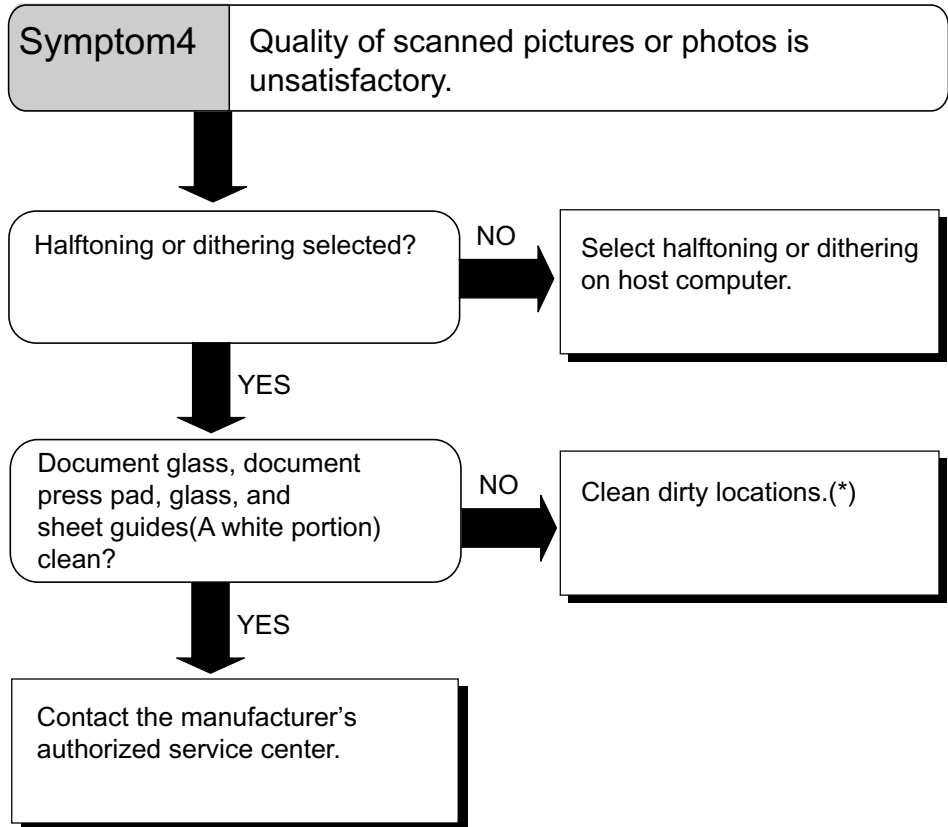 Symptom4
Quality of scanned pictures or photos is
unsatisfactory.
Halftoning or dithering selected?
NO
Select halftoning or dithering
on host computer.
YES
Document glass, document
press pad, glass, and
sheet guides(A white portion)
clean?
NO
Clean dirty locations.(*)
YES
Contact the manufacturer’s
authorized service center.